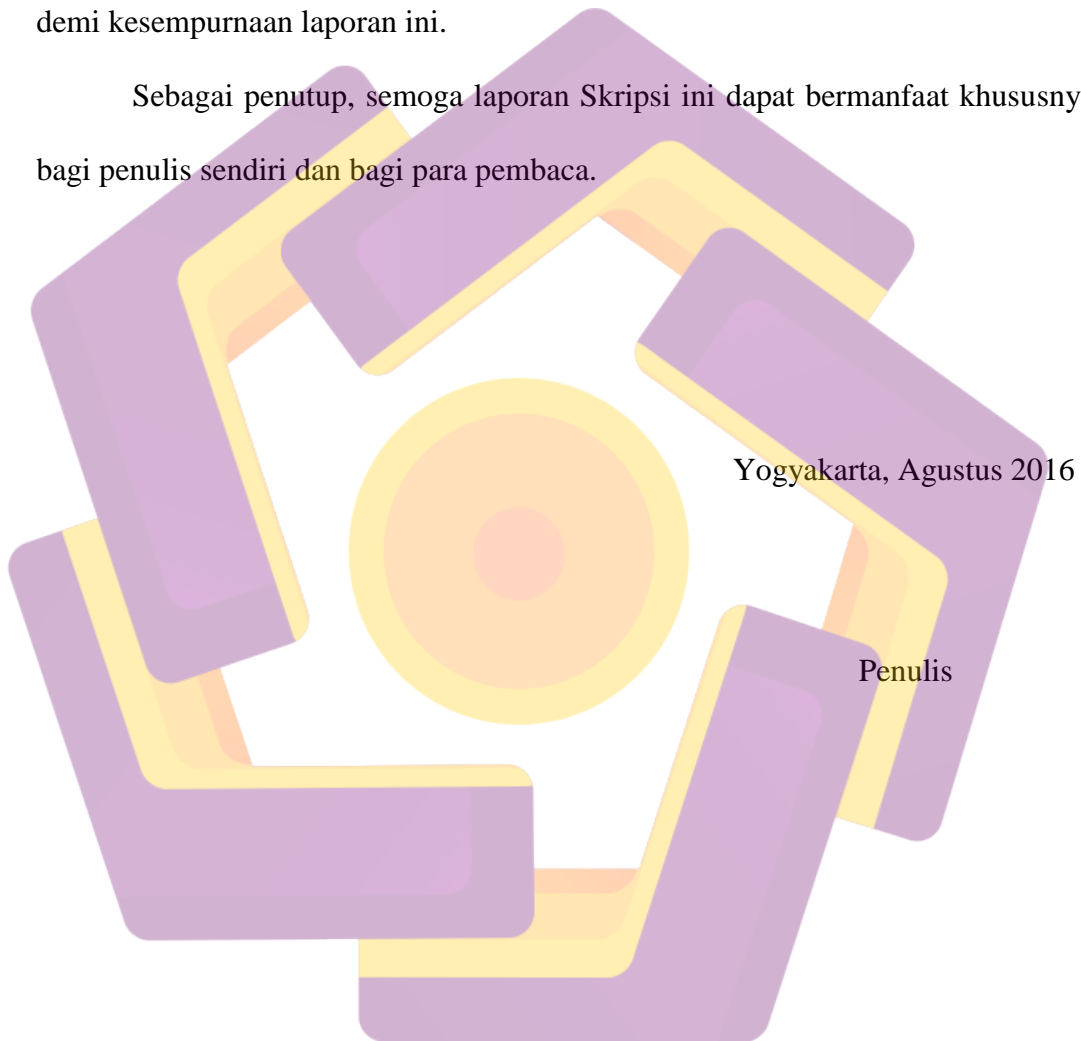 demi kesempurnaan laporan ini.
Sebagai penutup, semoga laporan Skripsi ini dapat bermanfaat khususny
bagi penulis sendiri dan bagi para pembaca.
Yogyakarta, Agustus 2016
Penulis